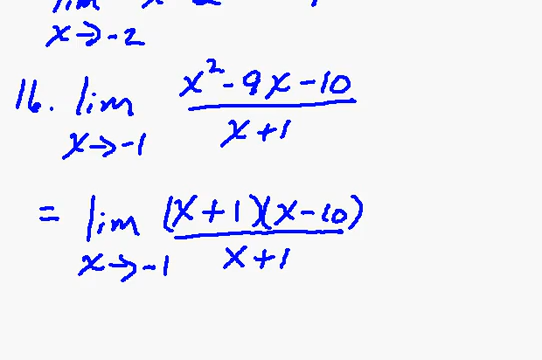 x → -2
16. lim (x² - 9x - 10)/(x + 1)
x → -1
= lim ((x + 1)(x - 10))/(x + 1)
x → -1